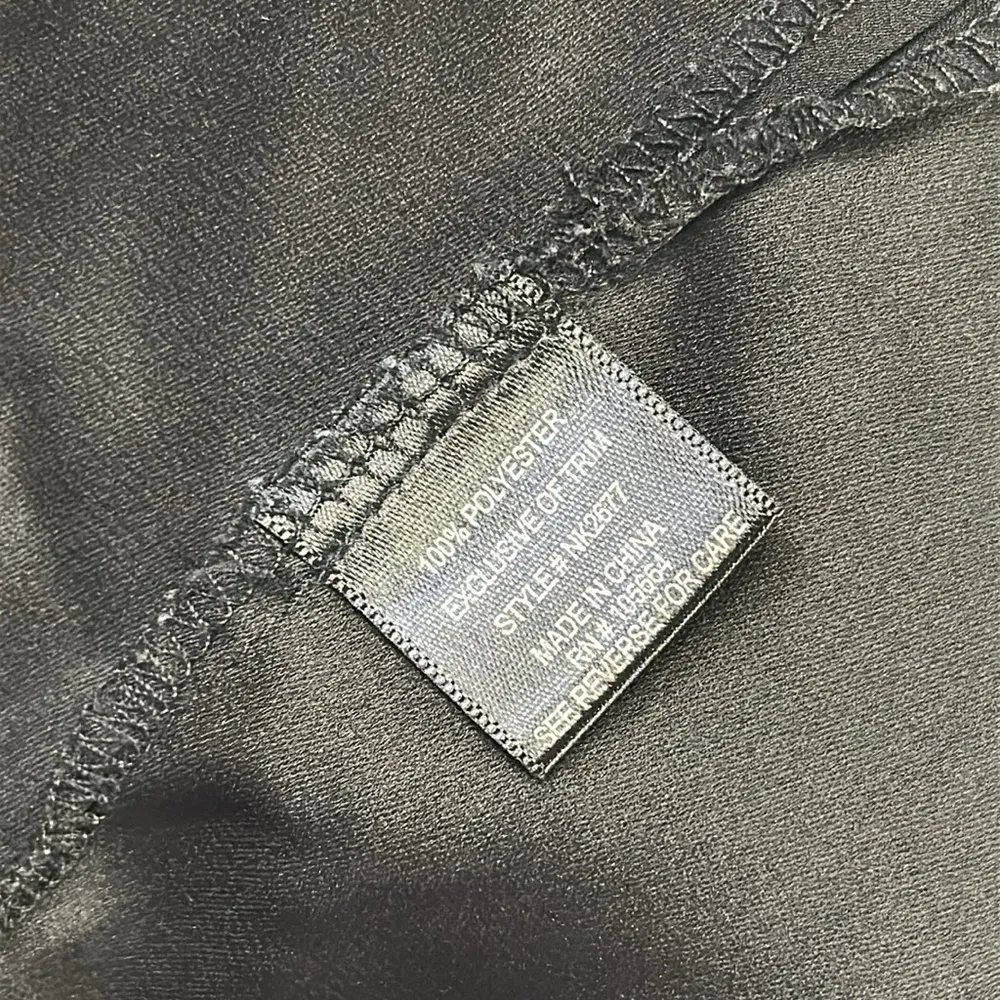 100% POLYESTER
EXCLUSIVE OF TRIM
STYLE # NK2677
MADE IN CHINA
RN # 105664
SEE REVERSE FOR CARE